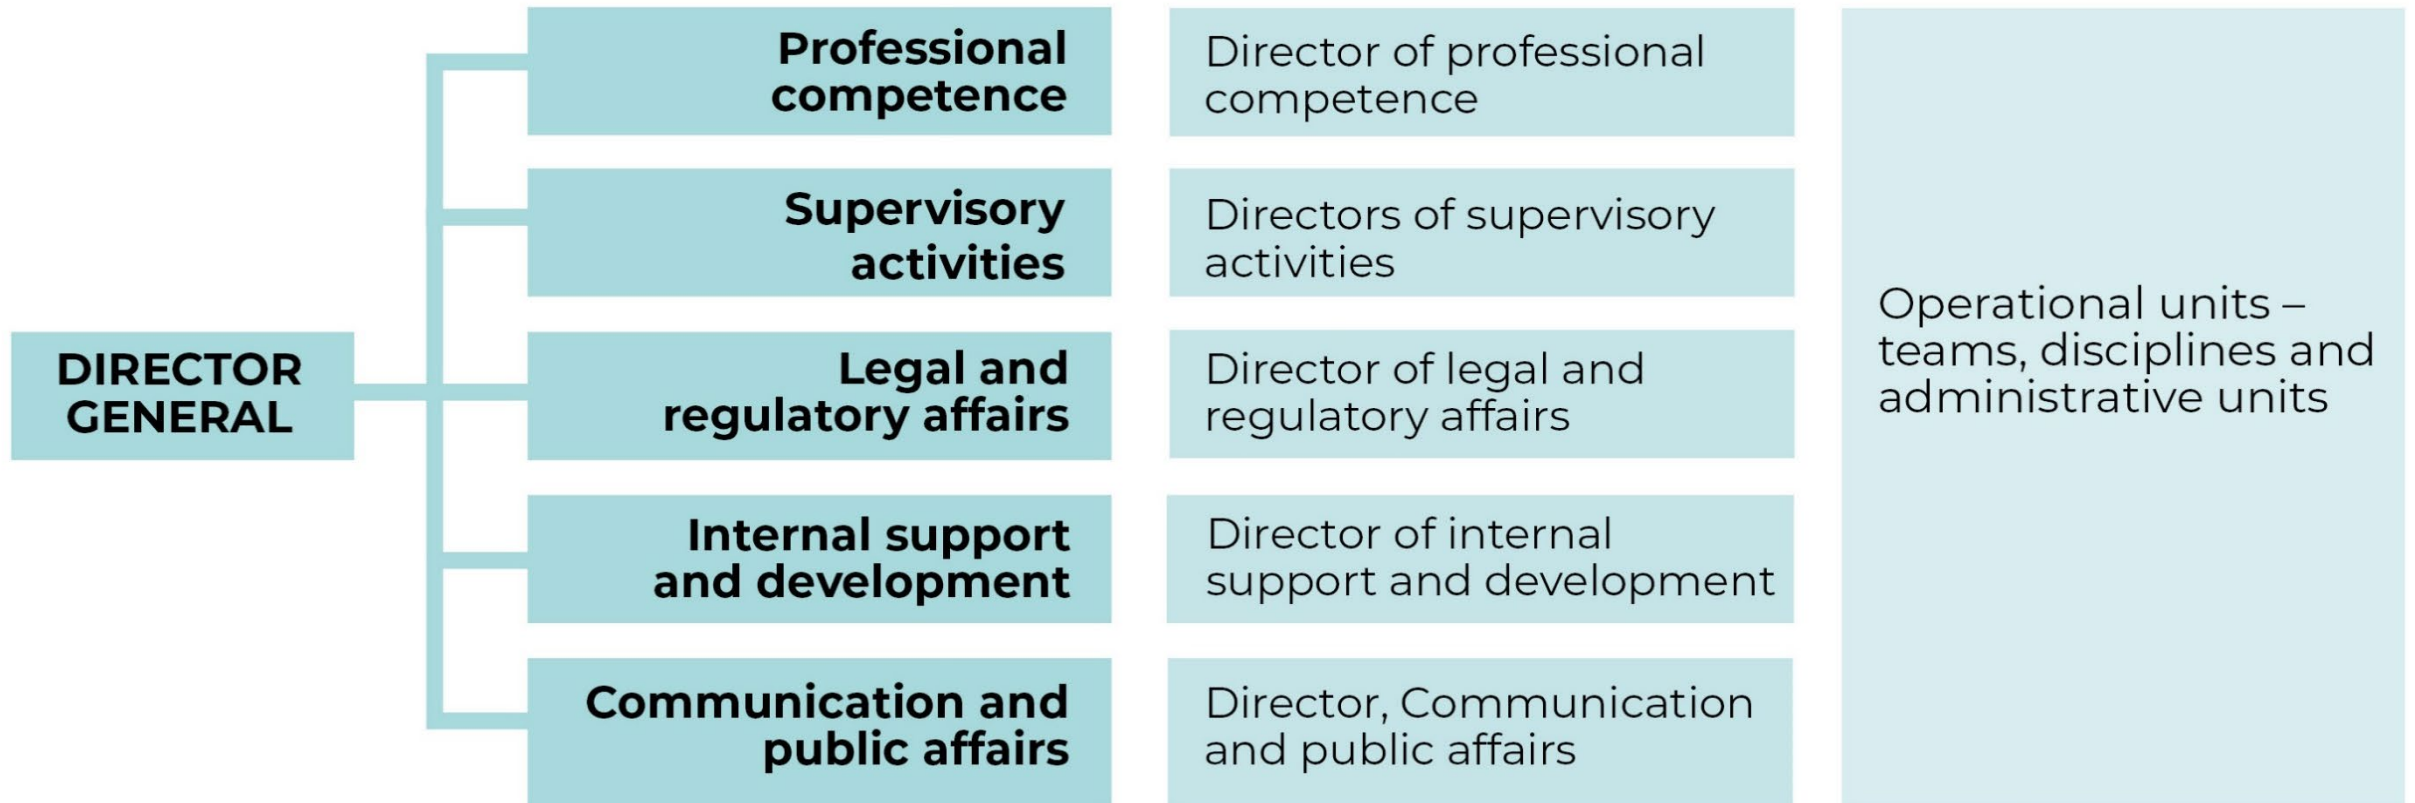 DIRECTOR
GENERAL
Professional
competence
Director of professional
competence
Supervisory
activities
Directors of supervisory
activities
Legal and
regulatory affairs
Director of legal and
regulatory affairs
Internal support
and development
Director of internal
support and development
Communication and
public affairs
Director, Communication
and public affairs
Operational units –
teams, disciplines and
administrative units